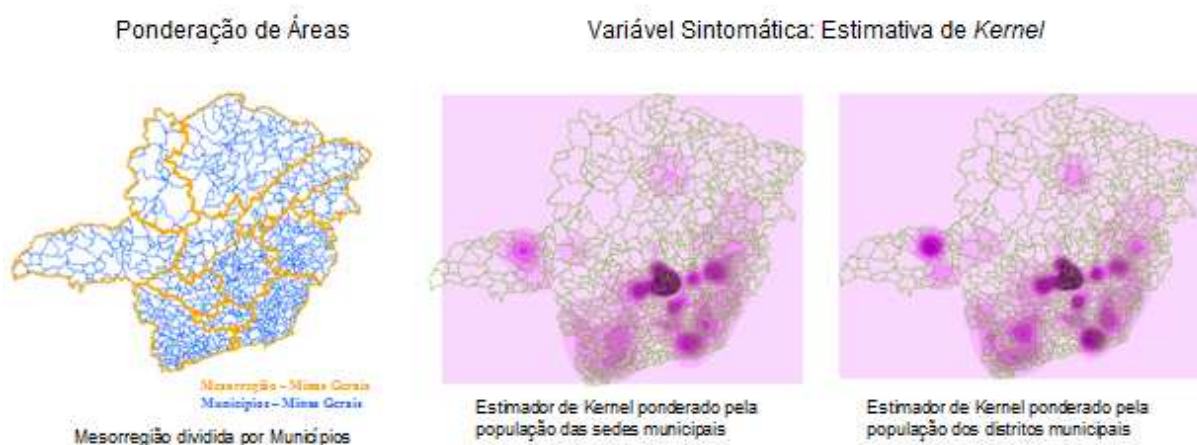 Ponderação de Áreas
Variável Sintomática: Estimativa de Kernel
Mesorregião – Minas Gerais
Municípios – Minas Gerais
Mesorregião dividida por Municípios
Estimador de Kernel ponderado pela
população das sedes municipais
Estimador de Kernel ponderado pela
população dos distritos municipais